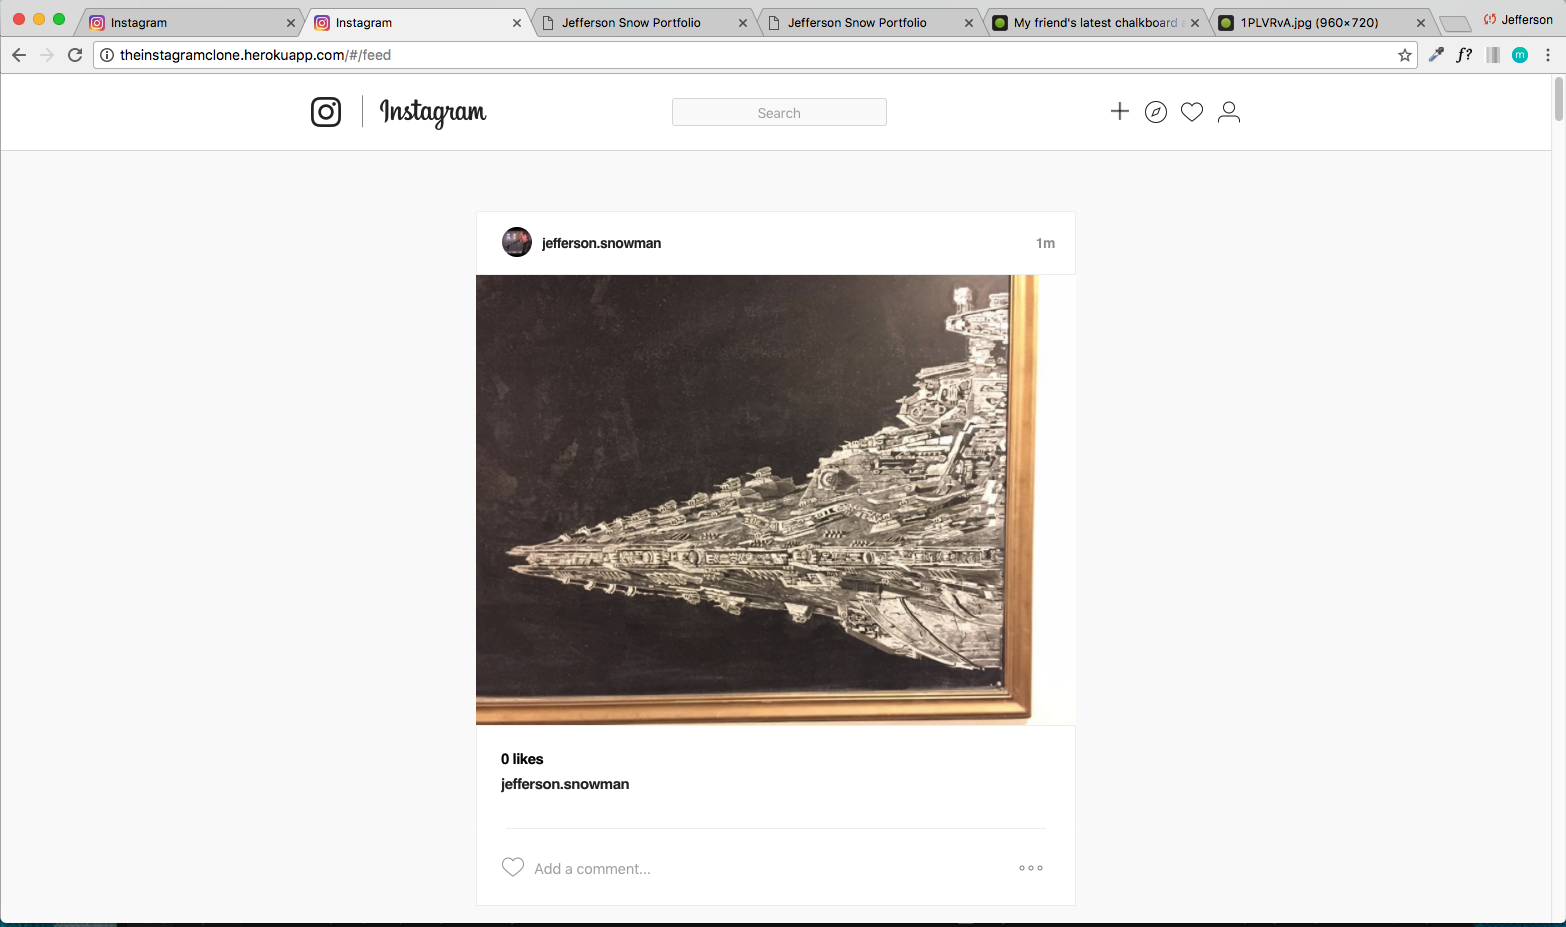 Instagram
Instagram
Jefferson Snow Portfolio
Jefferson Snow Portfolio
My friend's latest chalkboard
1PLVRvA.jpg (960×720)
Jefferson
theinstagramclone.herokuapp.com/#/feed
f?
m
Instagram
Search
jefferson.snowman
1m
0 likes
jefferson.snowman
Add a comment...